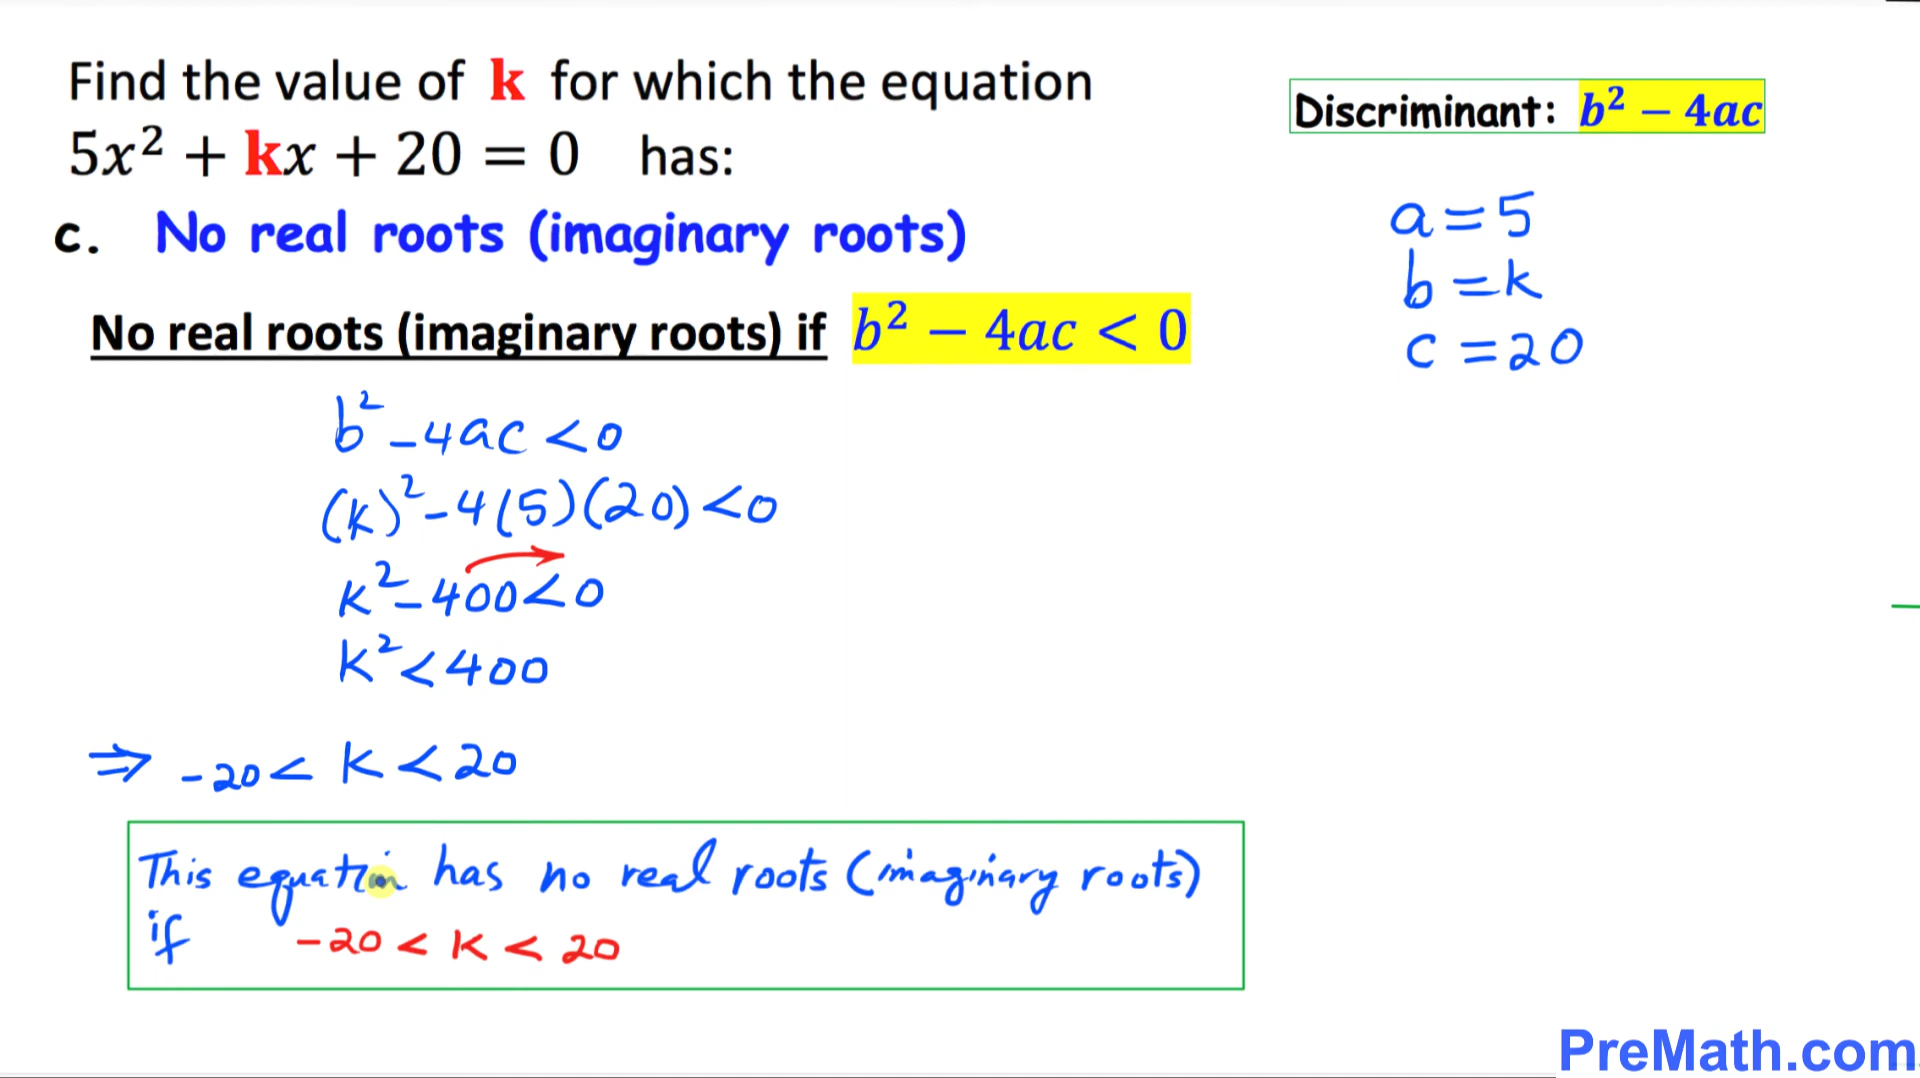 Find the value of k for which the equation
5x² + kx + 20 = 0 has:
c. No real roots (imaginary roots)
No real roots (imaginary roots) if b² − 4ac < 0
b² - 4ac < 0
(k)² - 4(5)(20) < 0
k² - 400 < 0
k² < 400
⇒ -20 < k < 20
This equation has no real roots (imaginary roots)
if -20 < k < 20
Discriminant: b² − 4ac
a = 5
b = k
c = 20
PreMath.com